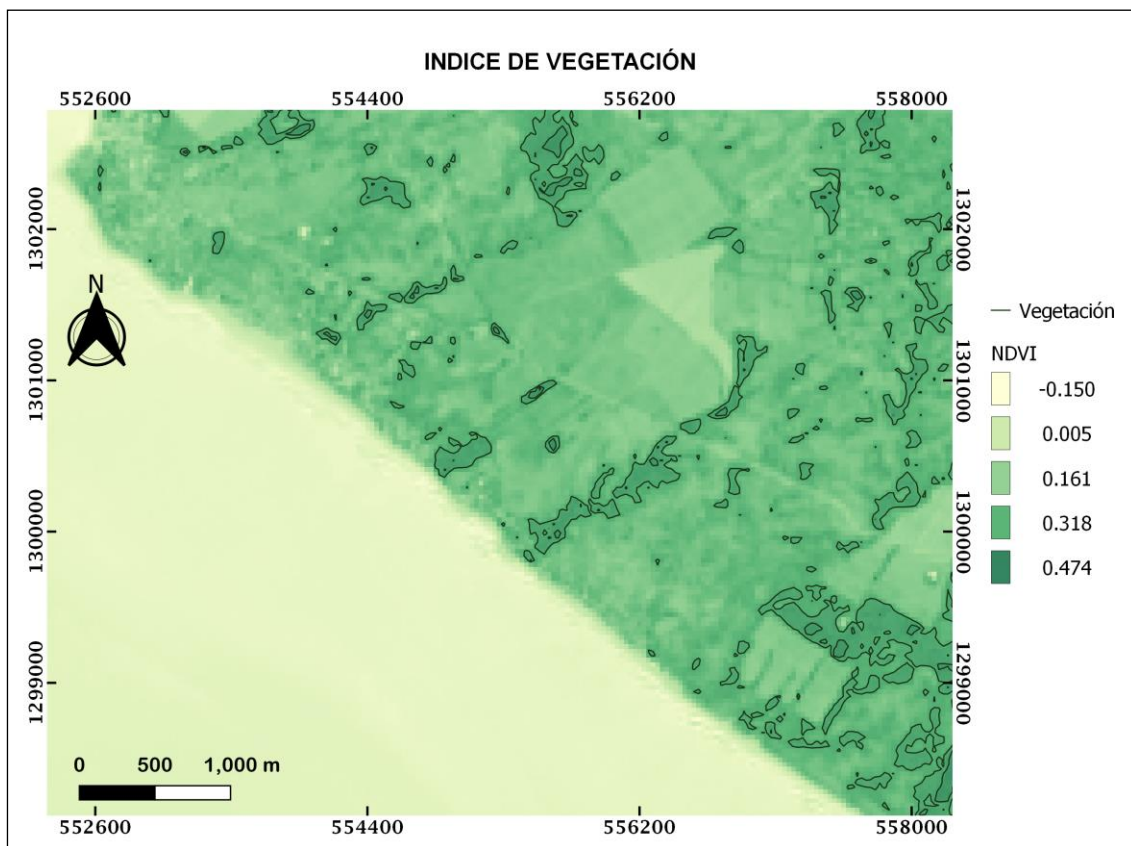 INDICE DE VEGETACIÓN
552600 554400 556200 558000
1302000 1302000
N
1301000 1301000
1300000 1300000
1299000 1299000
0 500 1,000 m
552600 554400 556200 558000
Vegetación
NDVI
-0.150
0.005
0.161
0.318
0.474